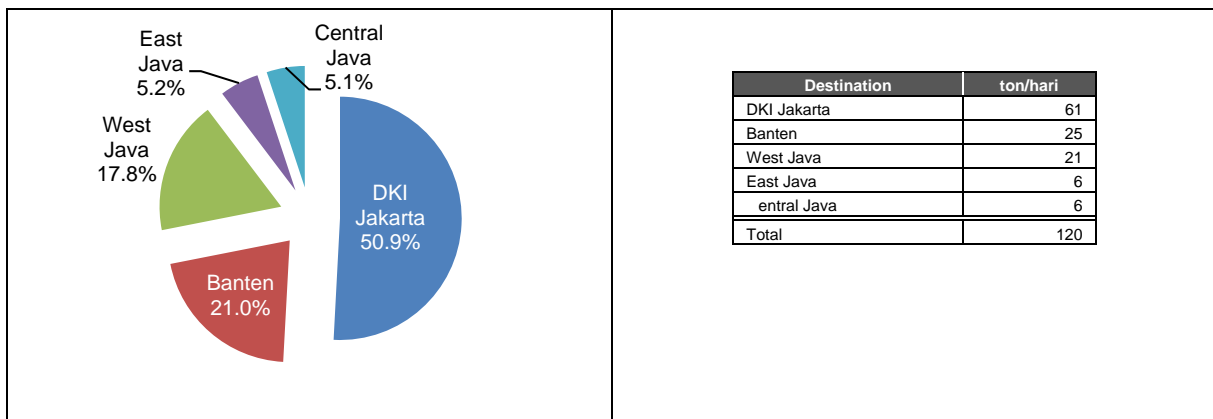 East
Java
5.2%
Central
Java
5.1%
West
Java
17.8%
DKI
Jakarta
50.9%
Banten
21.0%
Destination ton/hari
DKI Jakarta 61
Banten 25
West Java 21
East Java 6
entral Java 6
Total 120